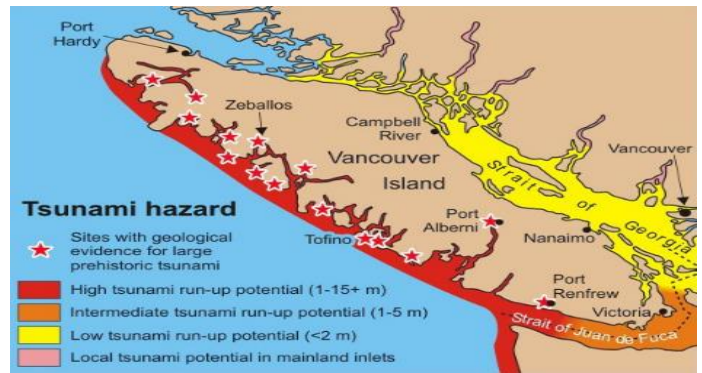 Port
Hardy
Zeballos
Campbell
River
Vancouver
Island
Vancouver
Strait of Georgia
Tsunami hazard
Sites with geological
evidence for large
prehistoric tsunami
Tofino
Port
Alberni
Nanaimo
Port
Renfrew
Victoria
Strait of Juan de Fuca
High tsunami run-up potential (1-15+ m)
Intermediate tsunami run-up potential (1-5 m)
Low tsunami run-up potential (<2 m)
Local tsunami potential in mainland inlets